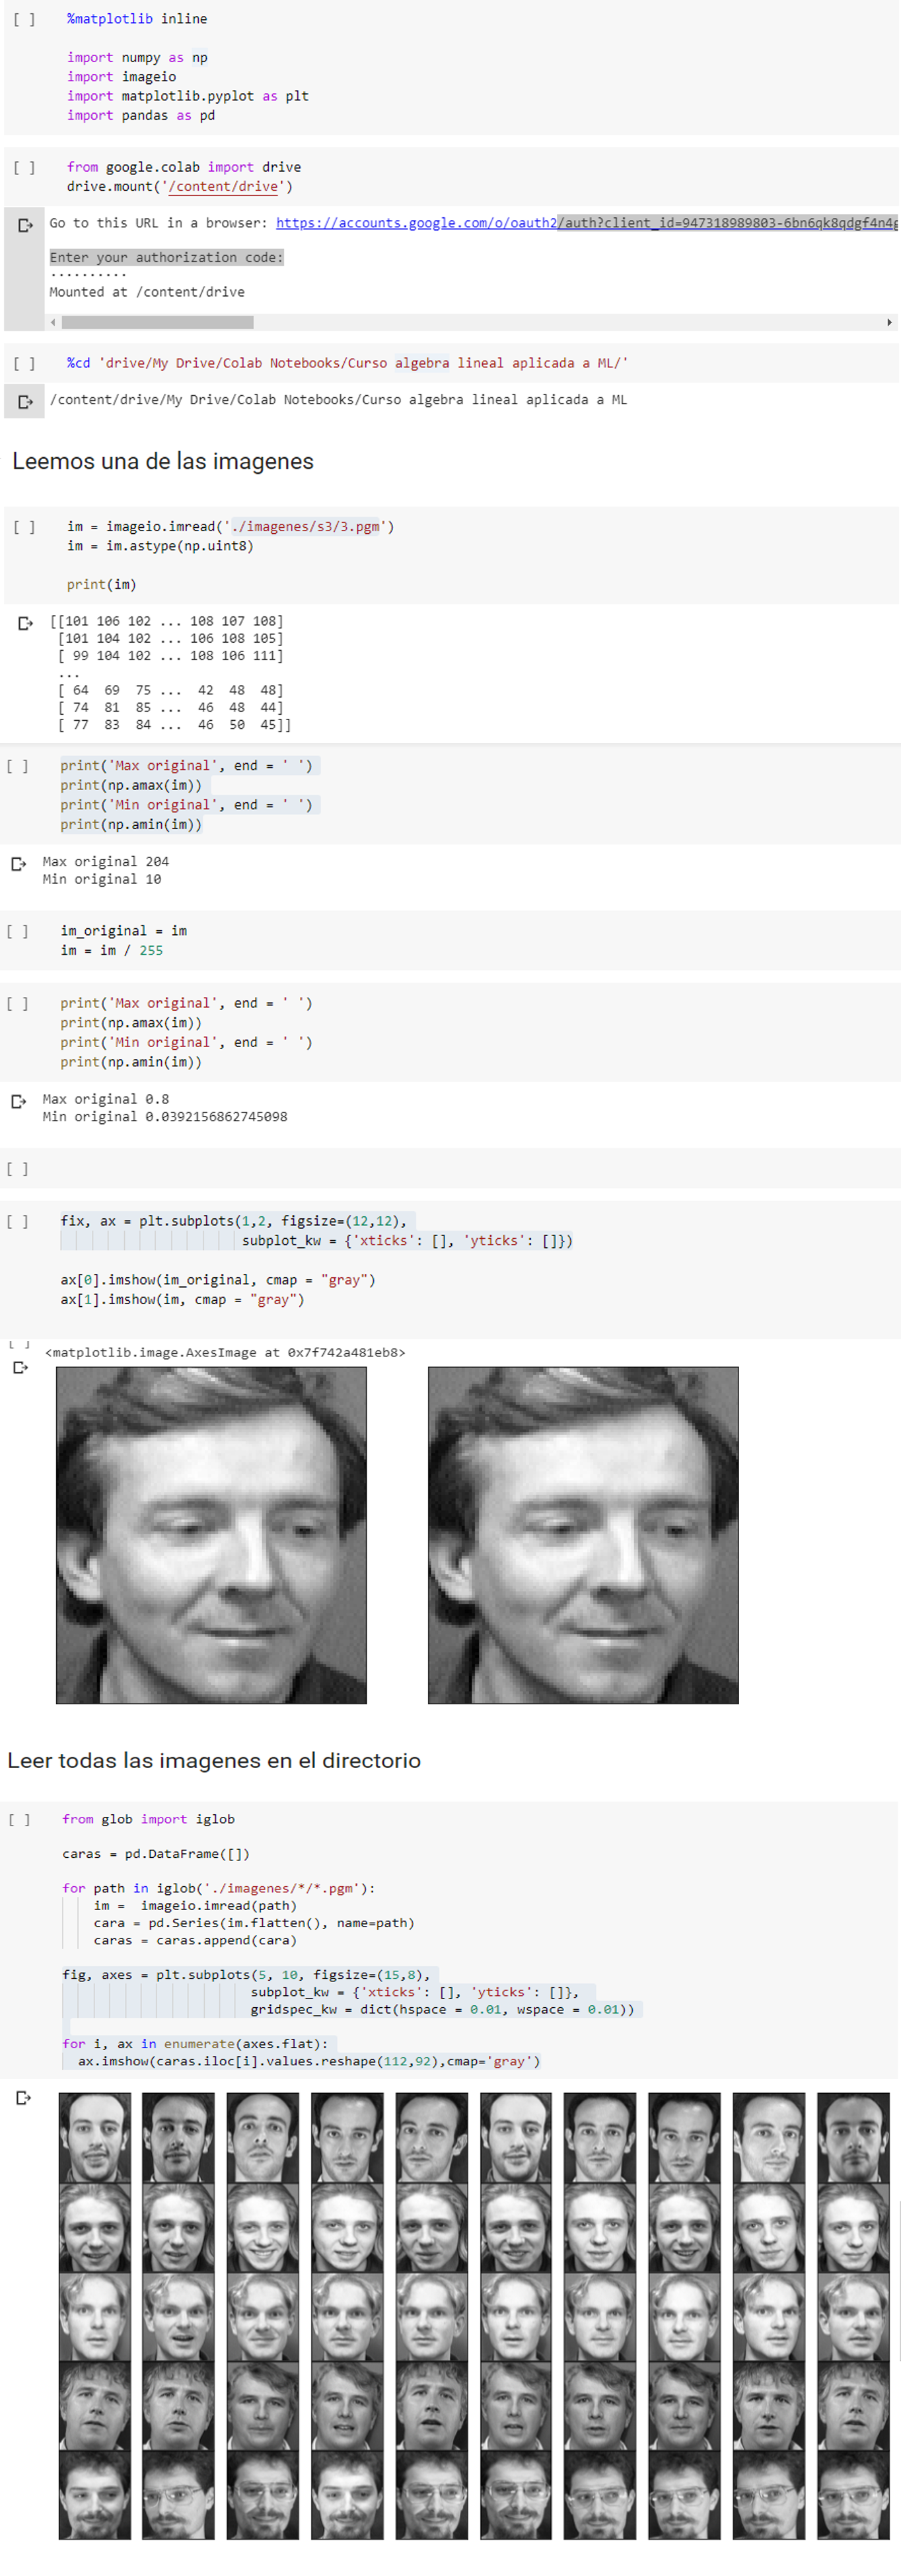 [ ] %matplotlib inline
import numpy as np
import imageio
import matplotlib.pyplot as plt
import pandas as pd
[ ] from google.colab import drive
drive.mount('/content/drive')
Go to this URL in a browser: https://accounts.google.com/o/oauth2/auth?client_id=947318989803-6bn6qk8qdgf4n4g
Enter your authorization code:
··········
Mounted at /content/drive
[ ] %cd 'drive/My Drive/Colab Notebooks/Curso algebra lineal aplicada a ML/'
/content/drive/My Drive/Colab Notebooks/Curso algebra lineal aplicada a ML
Leemos una de las imagenes
[ ] im = imageio.imread('./imagenes/s3/3.pgm')
im = im.astype(np.uint8)
print(im)
[[101 106 102 ... 108 107 108]
[101 104 102 ... 106 108 105]
[ 99 104 102 ... 108 106 111]
...
[ 64 69 75 ... 42 48 48]
[ 74 81 85 ... 46 48 44]
[ 77 83 84 ... 46 50 45]]
[ ] print('Max original', end = ' ')
print(np.amax(im))
print('Min original', end = ' ')
print(np.amin(im))
Max original 204
Min original 10
[ ] im_original = im
im = im / 255
[ ] print('Max original', end = ' ')
print(np.amax(im))
print('Min original', end = ' ')
print(np.amin(im))
Max original 0.8
Min original 0.0392156862745098
[ ]
[ ] fix, ax = plt.subplots(1,2, figsize=(12,12),
subplot_kw = {'xticks': [], 'yticks': []})
ax[0].imshow(im_original, cmap = "gray")
ax[1].imshow(im, cmap = "gray")
[ ] <matplotlib.image.AxesImage at 0x7f742a481eb8>
Leer todas las imagenes en el directorio
[ ] from glob import iglob
caras = pd.DataFrame([])
for path in iglob('./imagenes/*/*.pgm'):
im = imageio.imread(path)
cara = pd.Series(im.flatten(), name=path)
caras = caras.append(cara)
fig, axes = plt.subplots(5, 10, figsize=(15,8),
subplot_kw = {'xticks': [], 'yticks': []},
gridspec_kw = dict(hspace = 0.01, wspace = 0.01))
for i, ax in enumerate(axes.flat):
ax.imshow(caras.iloc[i].values.reshape(112,92),cmap='gray')